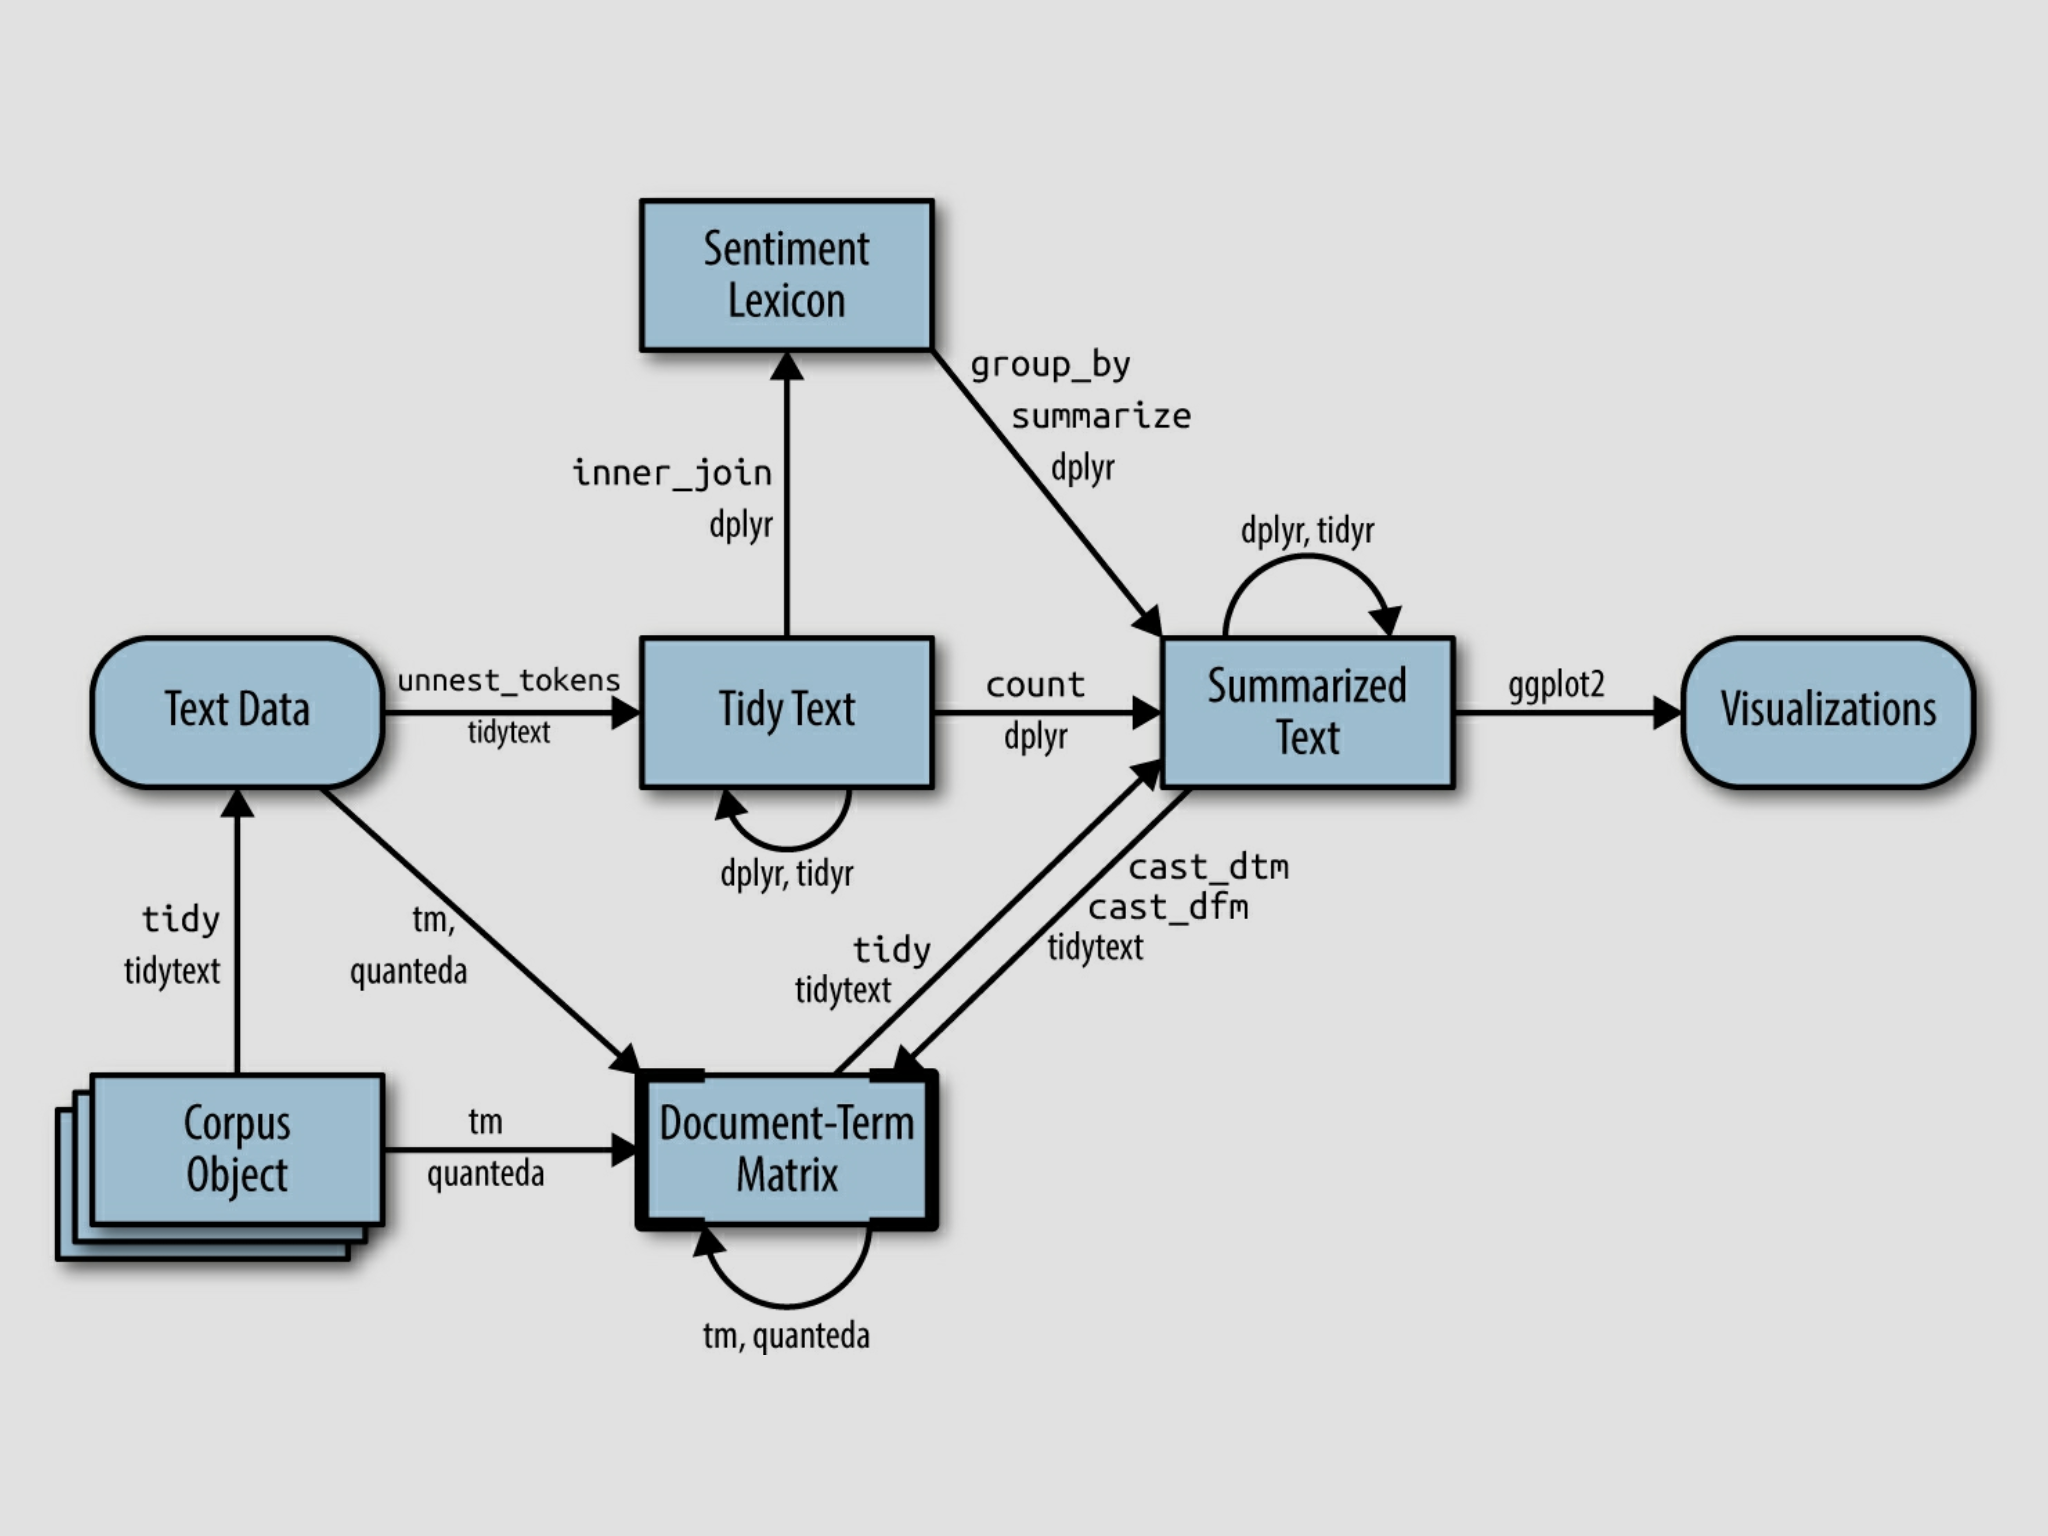 Sentiment
Lexicon
group_by
summarize
dplyr
inner_join
dplyr
dplyr, tidyr
Text Data
unnest_tokens
tidytext
Tidy Text
count
dplyr
Summarized
Text
ggplot2
Visualizations
dplyr, tidyr
tidy
tidytext
tm,
quanteda
tidy
tidytext
cast_dtm
cast_dfm
tidytext
Corpus
Object
tm
quanteda
Document-Term
Matrix
tm, quanteda